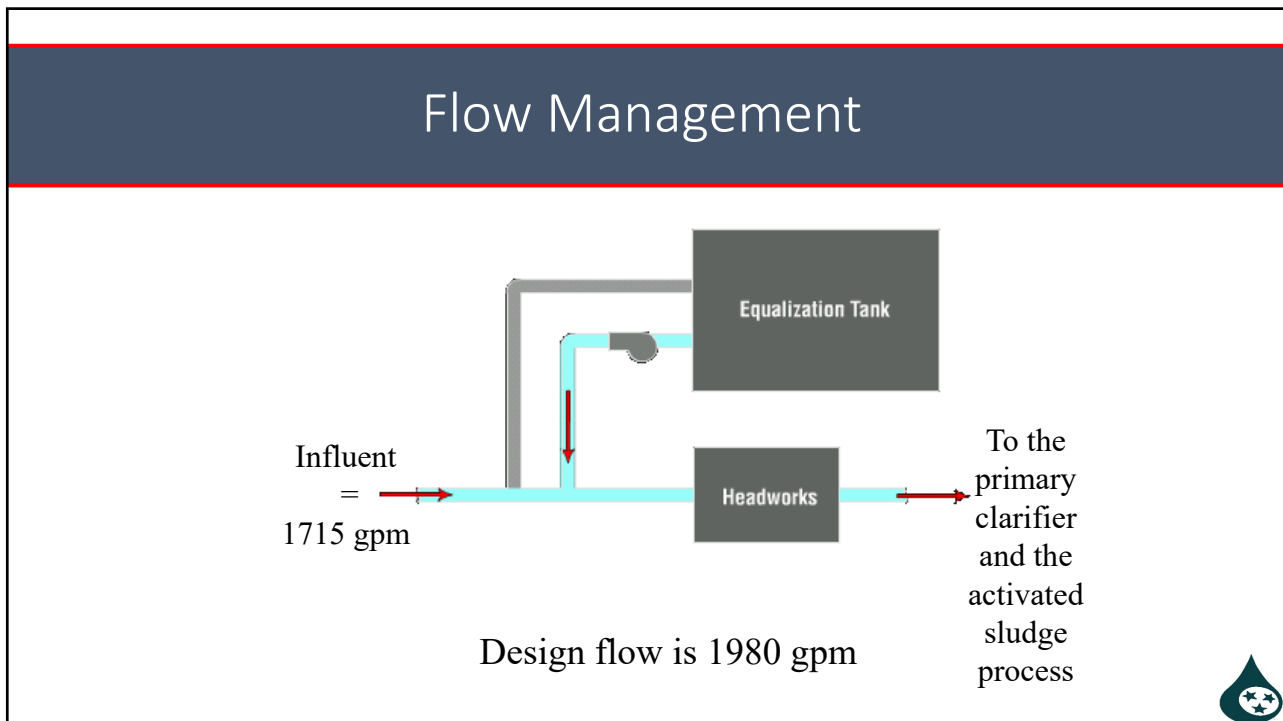 Flow Management
Equalization Tank
Influent
=
1715 gpm
Headworks
To the
primary
clarifier
and the
activated
sludge
process
Design flow is 1980 gpm